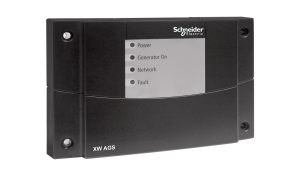 Schneider
Electric
Power
Generator On
Network
Fault
XW AGS